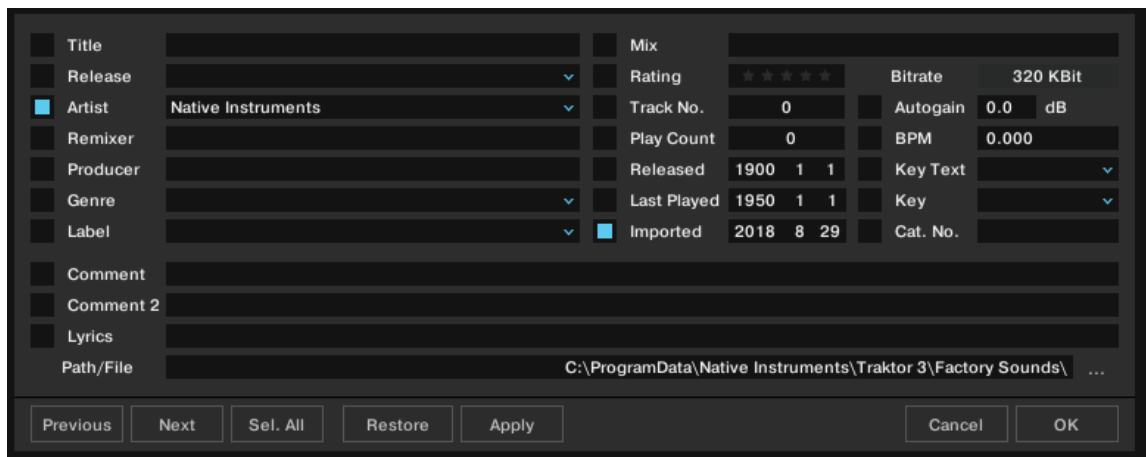 Title Mix
Release Rating Bitrate 320 KBit
Artist Native Instruments Track No. 0 Autogain 0.0 dB
Remixer Play Count 0 BPM 0.000
Producer Released 1900 1 1 Key Text
Genre Last Played 1950 1 1 Key
Label Imported 2018 8 29 Cat. No.
Comment
Comment 2
Lyrics
Path/File C:\ProgramData\Native Instruments\Traktor 3\Factory Sounds\ ...
Previous Next Sel. All Restore Apply Cancel OK